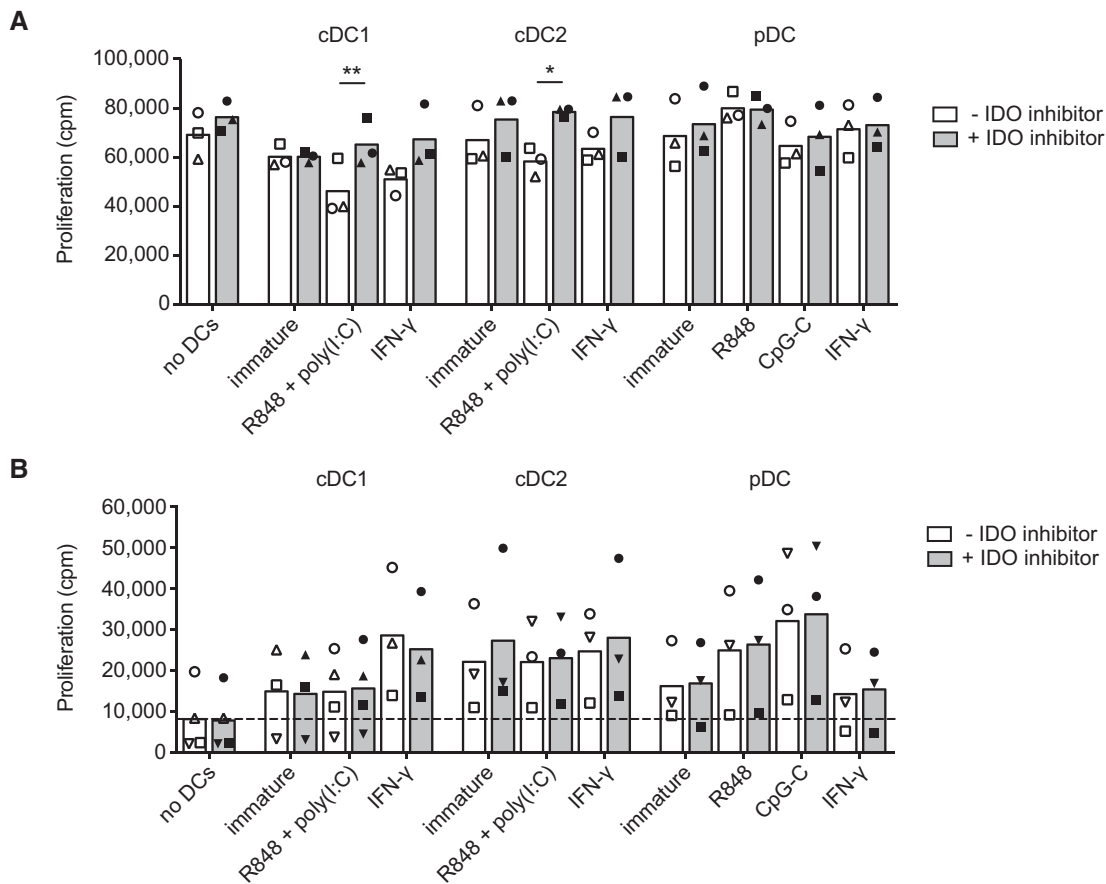 A
cDC1
cDC2
pDC
**
*
Proliferation (cpm)
100,000
80,000
60,000
40,000
20,000
0
no DCs
immature
R848 + poly(I:C)
IFN-γ
immature
R848 + poly(I:C)
IFN-γ
immature
R848
CpG-C
IFN-γ
- IDO inhibitor
+ IDO inhibitor
B
cDC1
cDC2
pDC
Proliferation (cpm)
60,000
50,000
40,000
30,000
20,000
10,000
0
no DCs
immature
R848 + poly(I:C)
IFN-γ
immature
R848 + poly(I:C)
IFN-γ
immature
R848
CpG-C
IFN-γ
- IDO inhibitor
+ IDO inhibitor